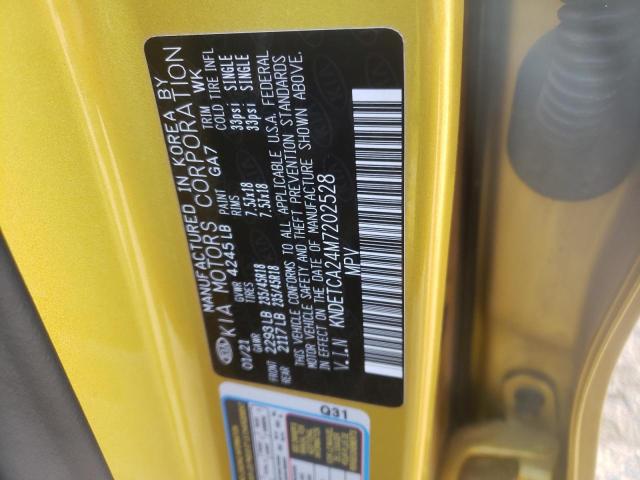 MANUFACTURED IN KOREA BY
KIA KIA MOTORS CORPORATION
01/21 GVWR 4245LB PAINT GA7 TRIM WK
GAWR TIRES RIMS COLD TIRE INFL
FRONT 2293LB 235/45R18 7.5Jx18 33psi SINGLE
REAR 2117LB 235/45R18 7.5Jx18 33psi SINGLE
THIS VEHICLE CONFORMS TO ALL APPLICABLE U.S.A. FEDERAL
MOTOR VEHICLE SAFETY AND THEFT PREVENTION STANDARDS
IN EFFECT ON THE DATE OF MANUFACTURE SHOWN ABOVE.
V.I.N KNDETCA24M7202528
MPV
Q31